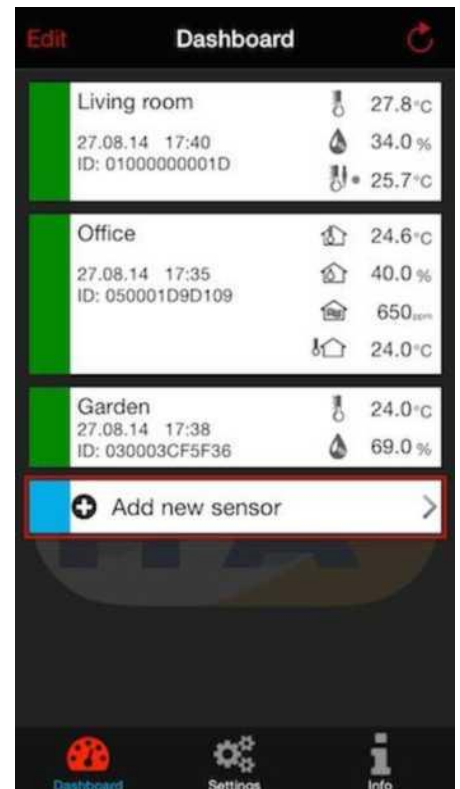 Edit Dashboard
Living room 27.8°C
27.08.14 17:40 34.0 %
ID: 01000000001D 25.7°C
Office 24.6°C
27.08.14 17:35 40.0 %
ID: 050001D9D109 650 ppm
24.0°C
Garden 24.0°C
27.08.14 17:38
ID: 030003CF5F36 69.0 %
Add new sensor
Dashboard Settings Info